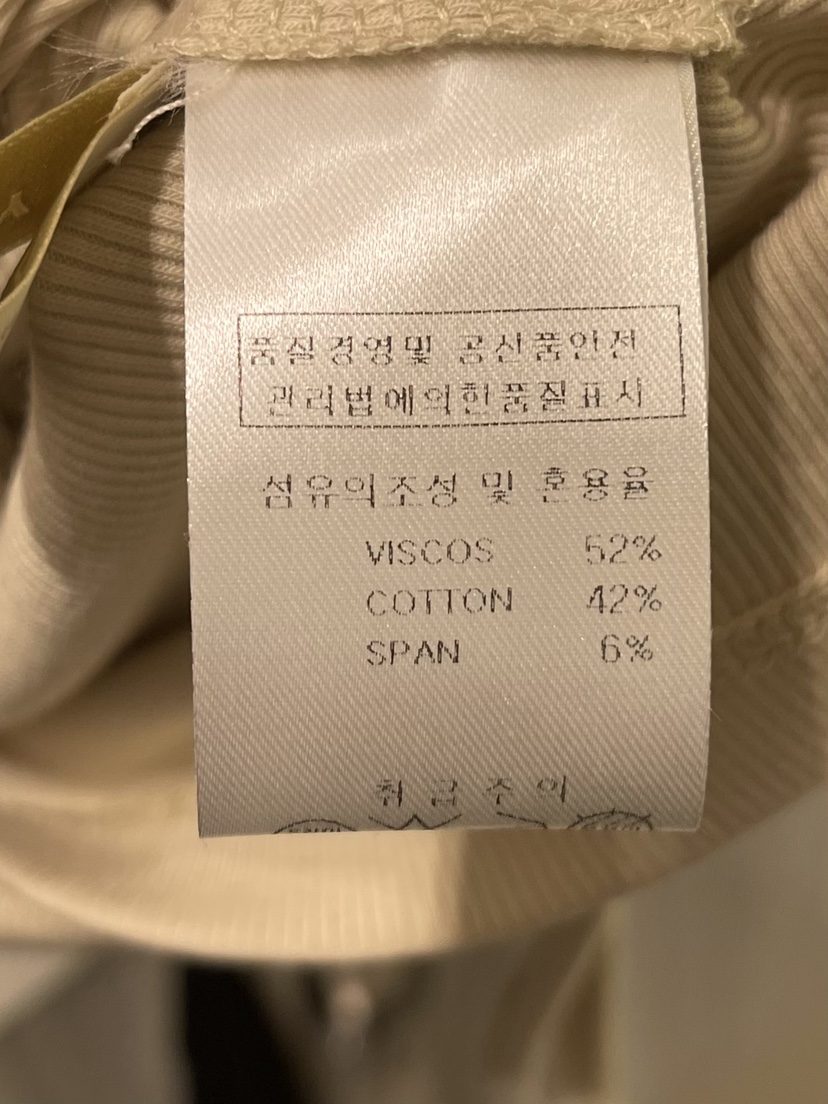 품질경영및 공산품안전
관리법에의한품질표시
섬유의조성 및 혼용율
VISCOS 52%
COTTON 42%
SPAN 6%
취급주의